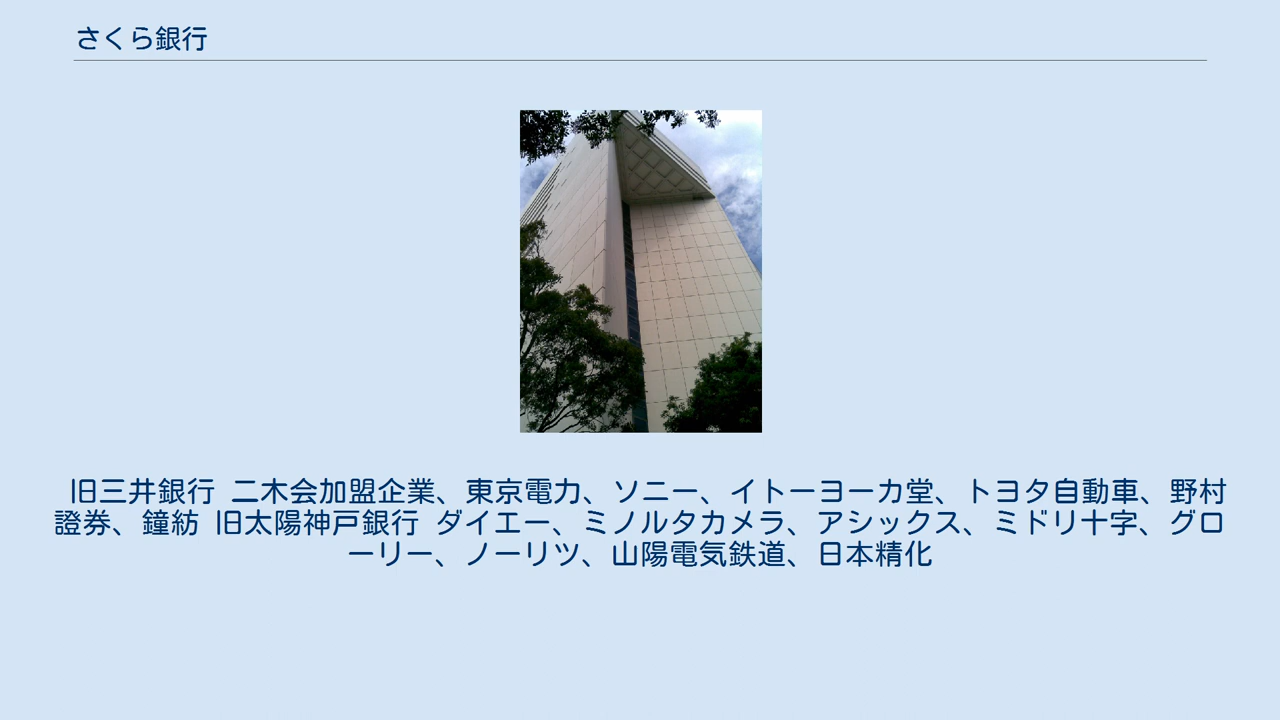 さくら銀行
旧三井銀行 二木会加盟企業、東京電力、ソニー、イトーヨーカ堂、トヨタ自動車、野村
證券、鐘紡 旧太陽神戸銀行 ダイエー、ミノルタカメラ、アシックス、ミドリ十字、グロ
ーリー、ノーリツ、山陽電気鉄道、日本精化